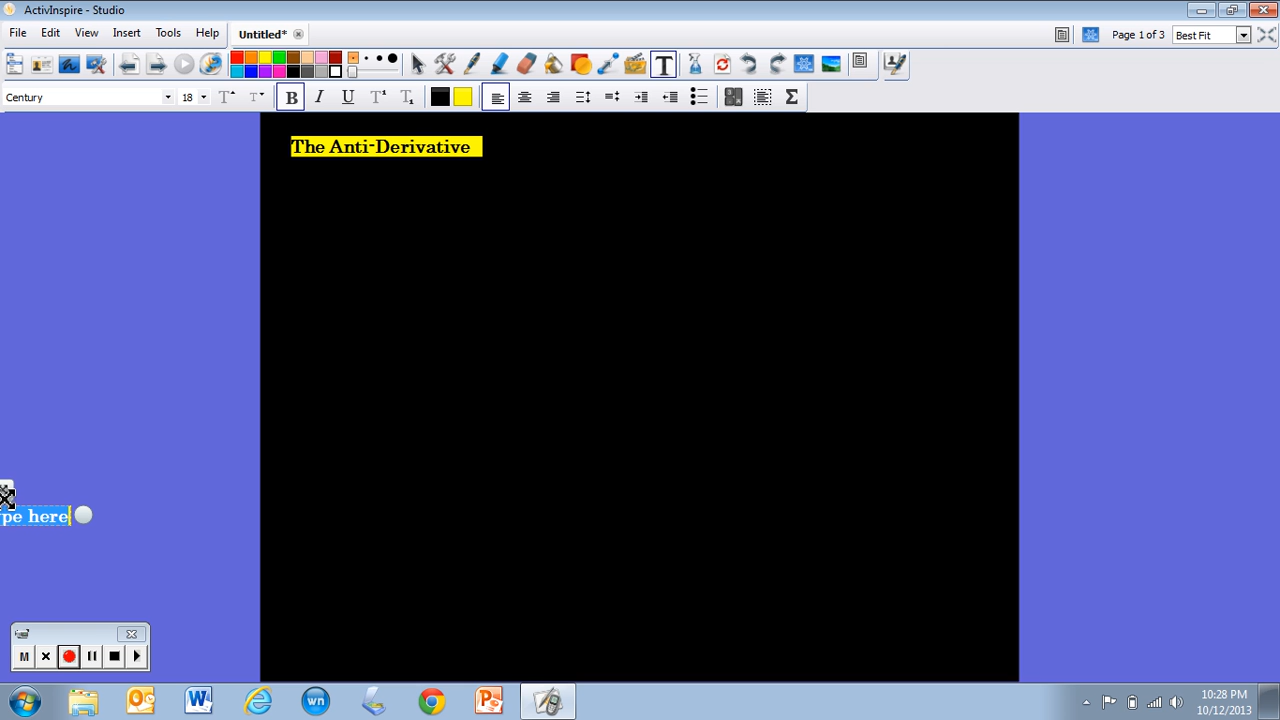 ActivInspire - Studio
File Edit View Insert Tools Help Untitled* Page 1 of 3 Best Fit
Century 18 B I U
The Anti-Derivative
pe here
M
10:28 PM
10/12/2013